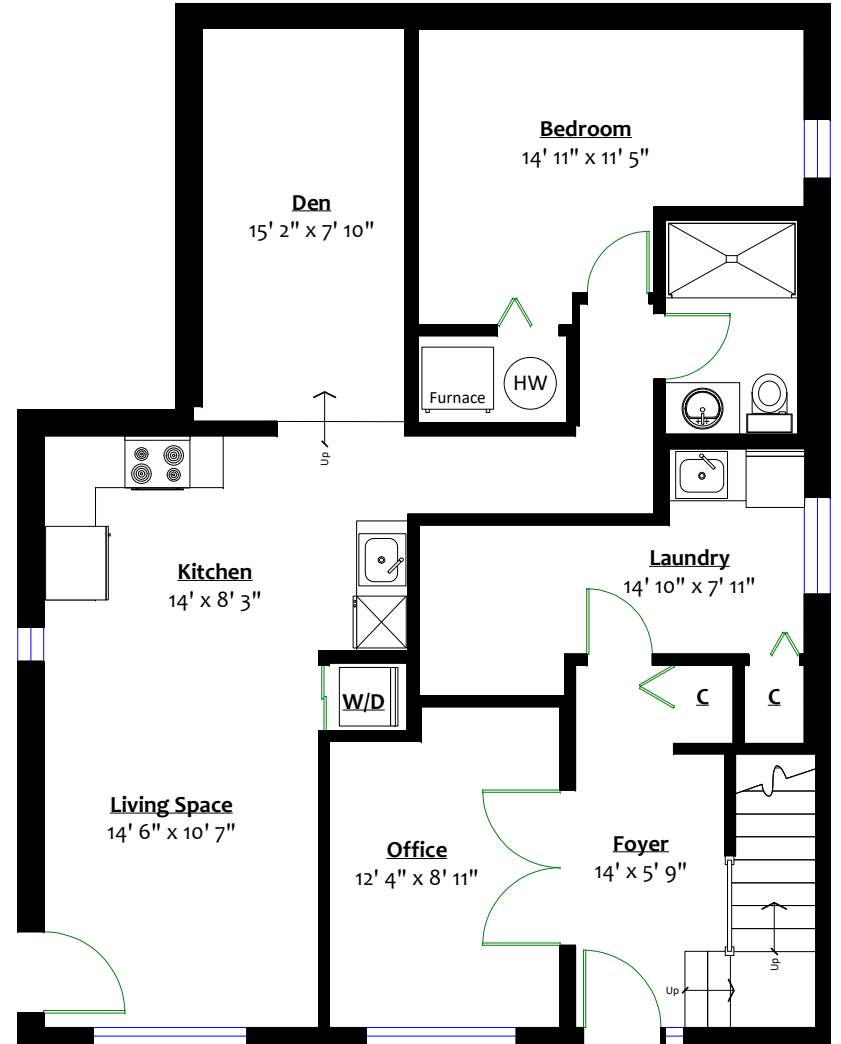 Bedroom
14' 11" x 11' 5"
Den
15' 2" x 7' 10"
Furnace
HW
Up
Kitchen
14' x 8' 3"
Laundry
14' 10" x 7' 11"
W/D
C
C
Living Space
14' 6" x 10' 7"
Office
12' 4" x 8' 11"
Foyer
14' x 5' 9"
Up
Up